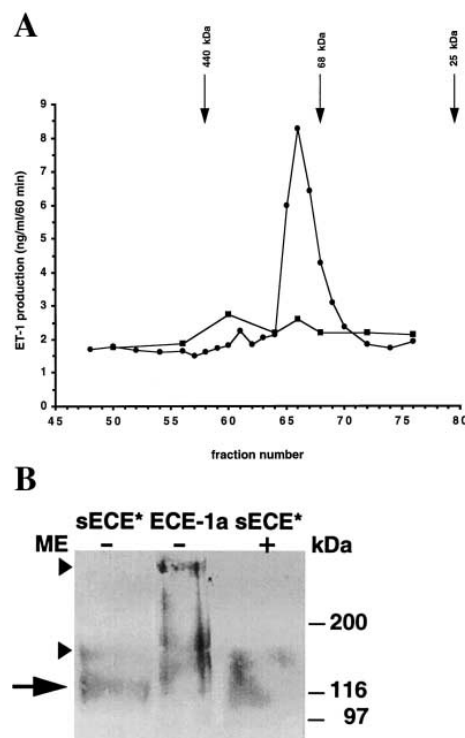 A
440 kDa
68 kDa
25 kDa
9
8
7
6
5
4
3
2
1
0
ET-1 production (ng/ml/60 min)
45 50 55 60 65 70 75 80
fraction number
B
sECE* ECE-1a sECE*
ME - - + kDa
200
116
97